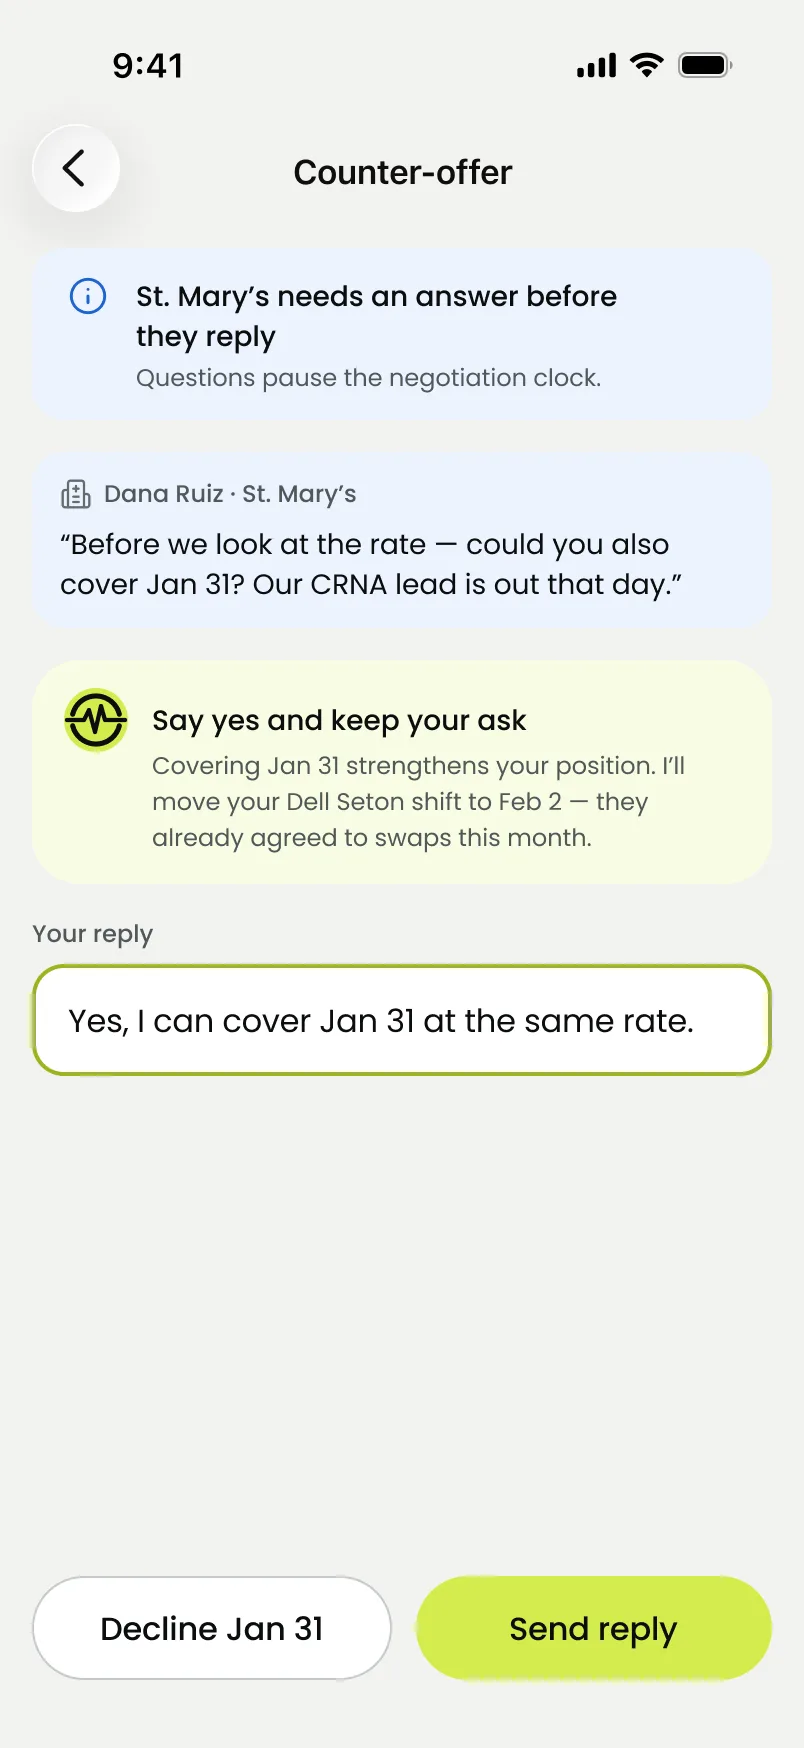 9:41
Counter-offer
St. Mary’s needs an answer before
they reply
Questions pause the negotiation clock.
Dana Ruiz · St. Mary’s
“Before we look at the rate — could you also
cover Jan 31? Our CRNA lead is out that day.”
Say yes and keep your ask
Covering Jan 31 strengthens your position. I’ll
move your Dell Seton shift to Feb 2 — they
already agreed to swaps this month.
Your reply
Yes, I can cover Jan 31 at the same rate.
Decline Jan 31
Send reply